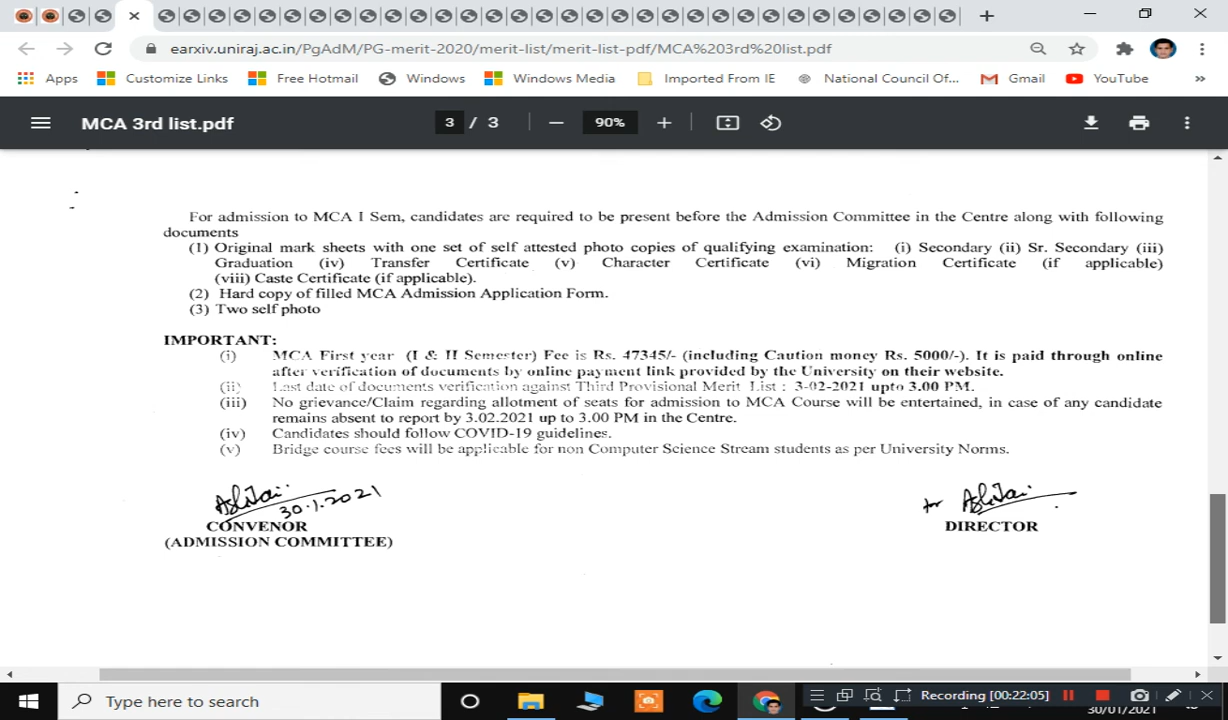 earxiv.uniraj.ac.in/PgAdM/PG-merit-2020/merit-list/merit-list-pdf/MCA%203rd%20list.pdf
Apps Customize Links Free Hotmail Windows Windows Media Imported From IE National Council Of... Gmail YouTube »
MCA 3rd list.pdf 3 / 3 90%
For admission to MCA I Sem, candidates are required to be present before the Admission Committee in the Centre along with following
documents
(1) Original mark sheets with one set of self attested photo copies of qualifying examination: (i) Secondary (ii) Sr. Secondary (iii)
Graduation (iv) Transfer Certificate (v) Character Certificate (vi) Migration Certificate (if applicable)
(viii) Caste Certificate (if applicable).
(2) Hard copy of filled MCA Admission Application Form.
(3) Two self photo
IMPORTANT:
(i) MCA First year (I & II Semester) Fee is Rs. 47345/- (including Caution money Rs. 5000/-). It is paid through online
after verification of documents by online payment link provided by the University on their website.
(ii) Last date of documents verification against Third Provisional Merit List : 3-02-2021 upto 3.00 PM.
(iii) No grievance/Claim regarding allotment of seats for admission to MCA Course will be entertained, in case of any candidate
remains absent to report by 3.02.2021 up to 3.00 PM in the Centre.
(iv) Candidates should follow COVID-19 guidelines.
(v) Bridge course fees will be applicable for non Computer Science Stream students as per University Norms.
30.1.2021
CONVENOR DIRECTOR
(ADMISSION COMMITTEE)
Type here to search Recording [00:22:05]
30/01/2021